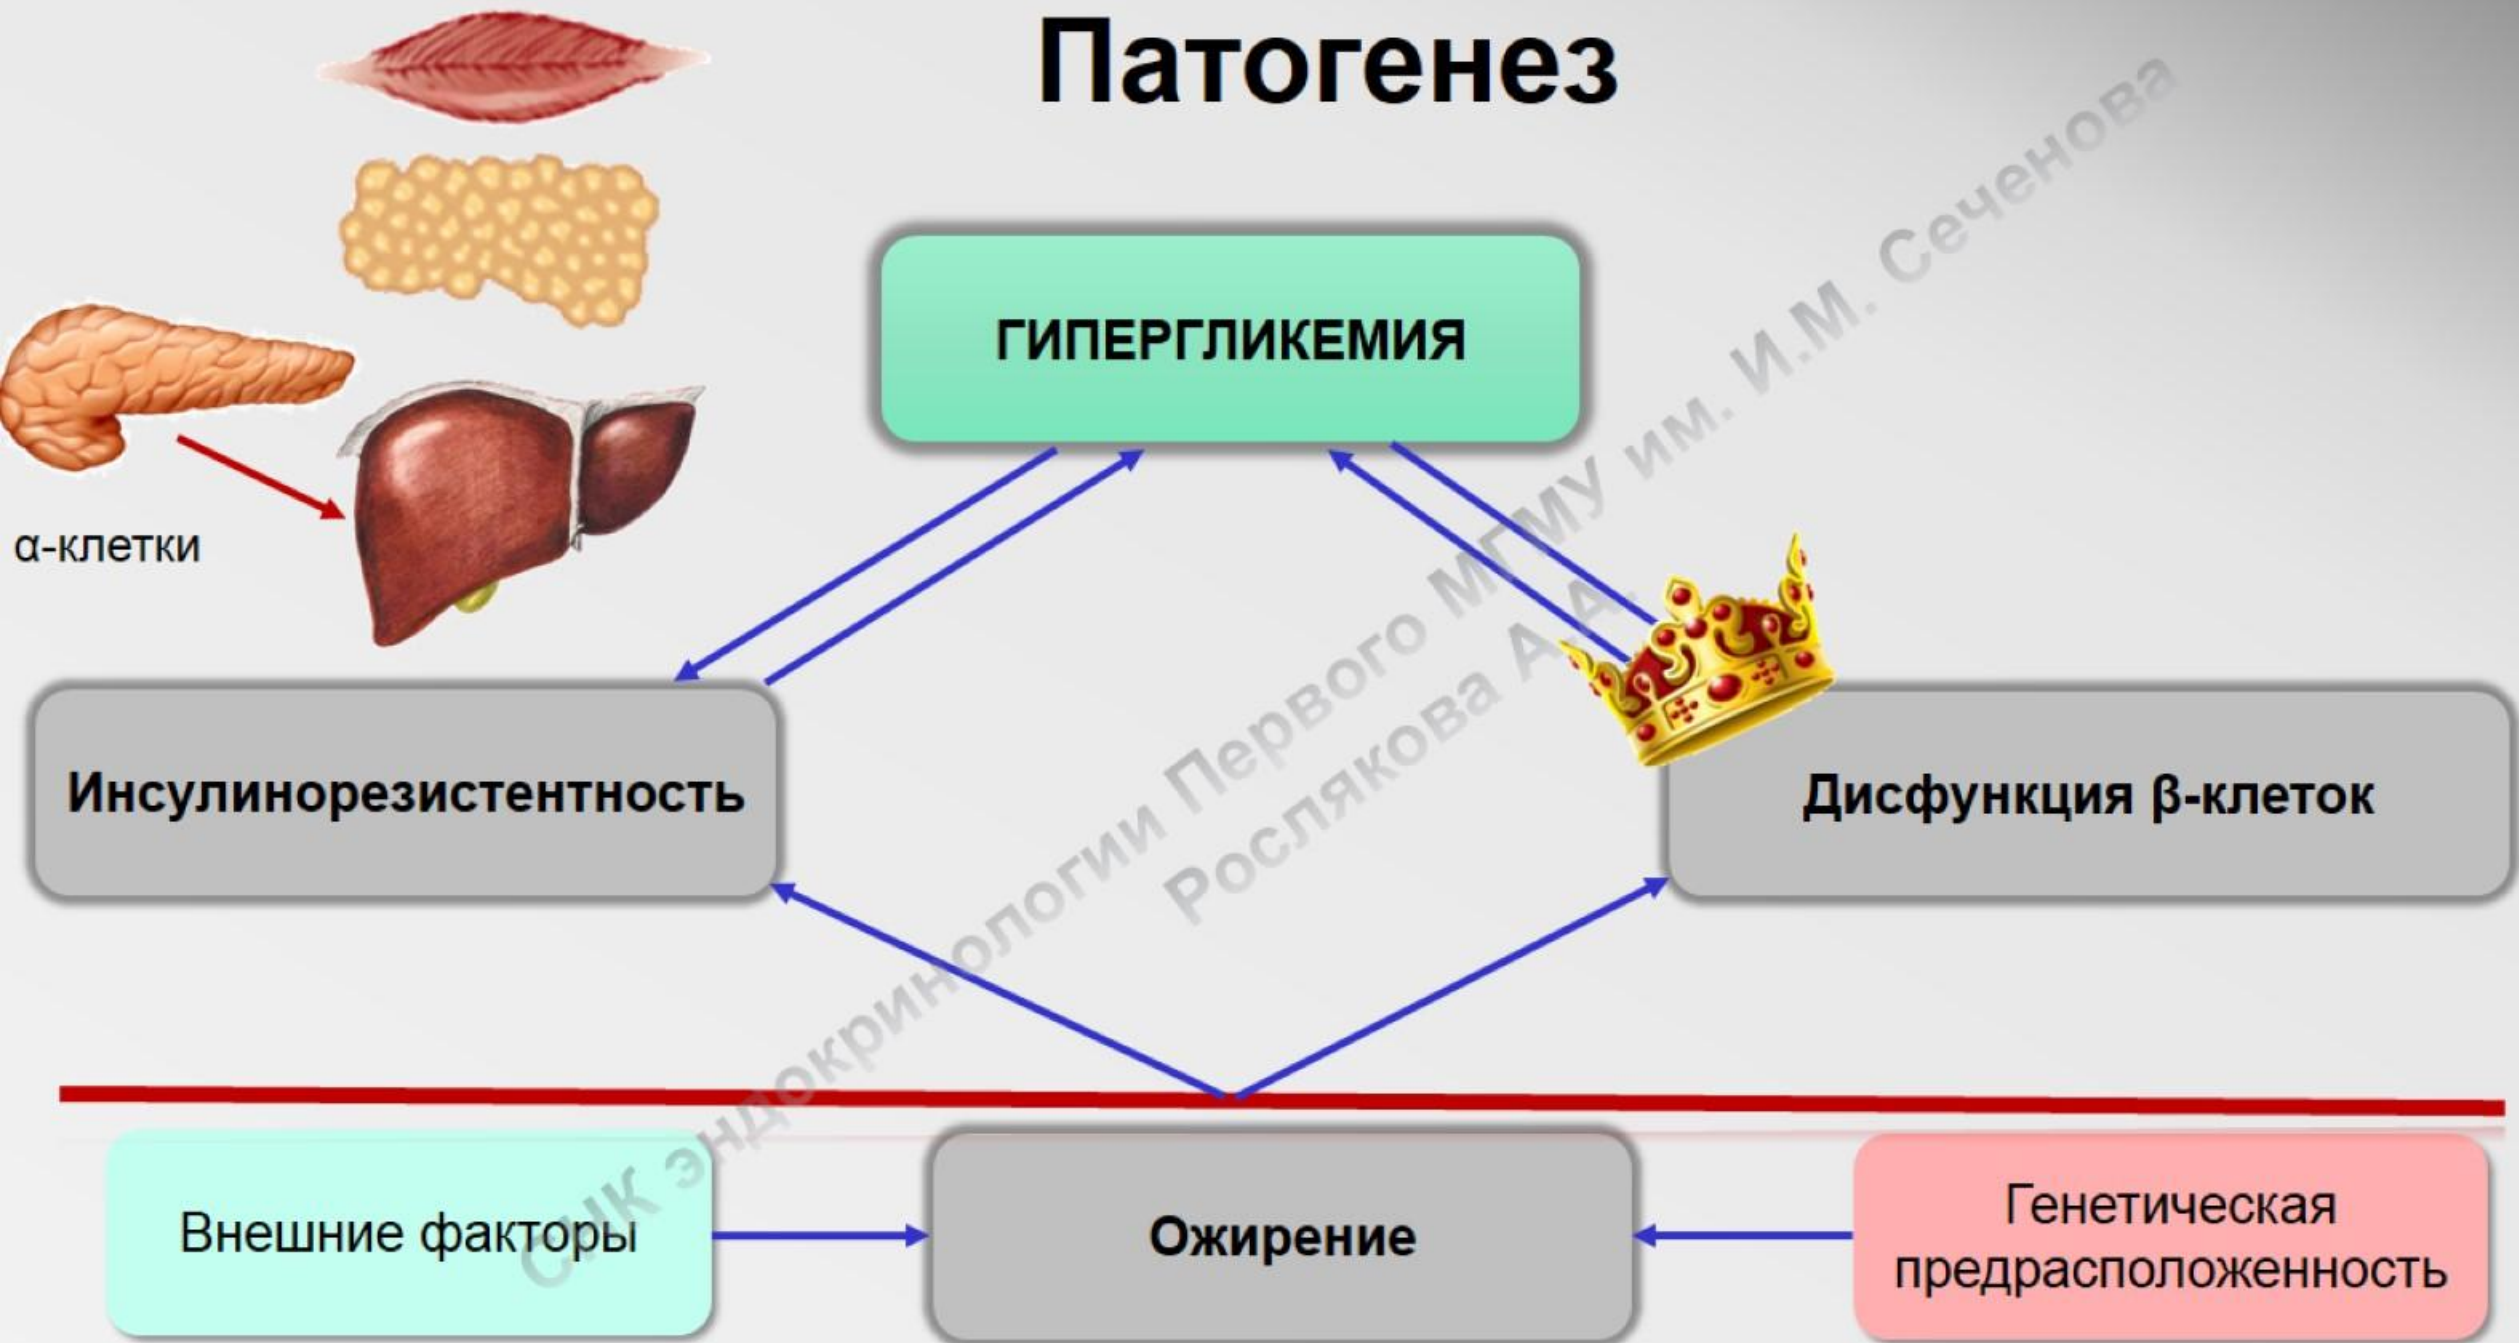 Патогенез
ГИПЕРГЛИКЕМИЯ
α-клетки
Инсулинорезистентность
Дисфункция β-клеток
Внешние факторы
Ожирение
Генетическая
предрасположенность
СНК эндокринологии Первого МГМУ им. И.М. Сеченова
Рослякова А.А.